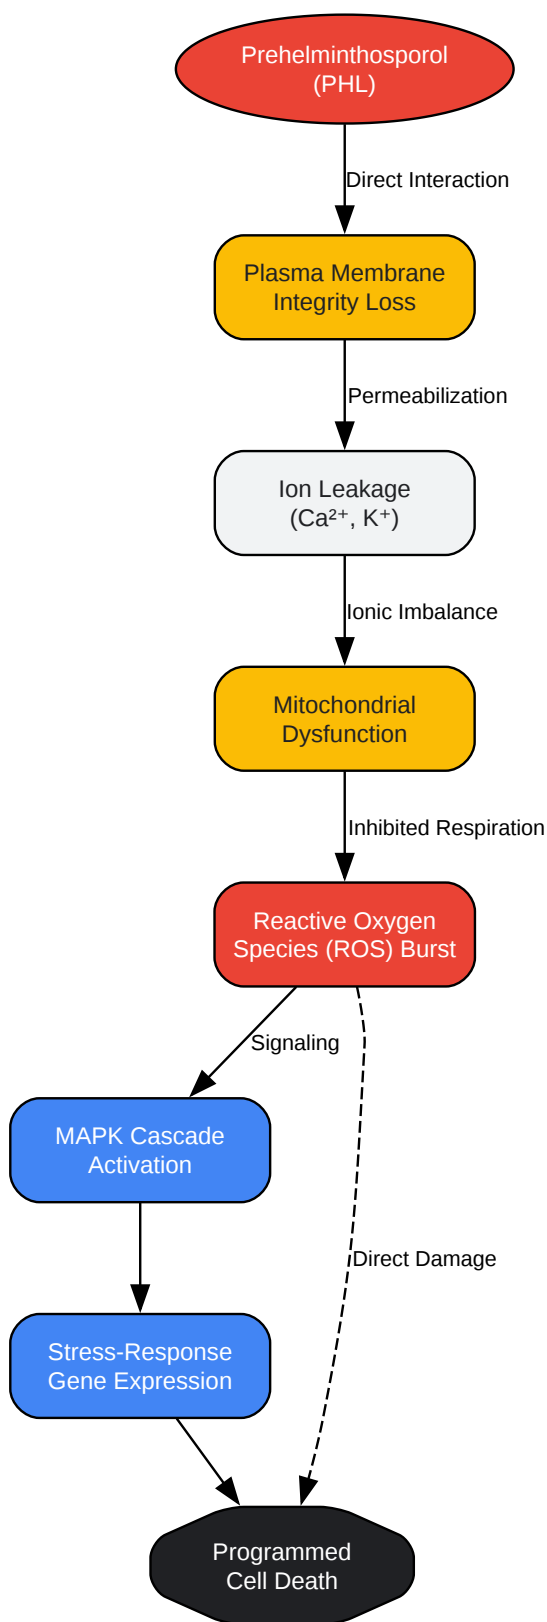 Prehelminthosporol
(PHL)
Direct Interaction
Plasma Membrane
Integrity Loss
Permeabilization
Ion Leakage
(Ca²⁺, K⁺)
Ionic Imbalance
Mitochondrial
Dysfunction
Inhibited Respiration
Reactive Oxygen
Species (ROS) Burst
Signaling
MAPK Cascade
Activation
Direct Damage
Stress-Response
Gene Expression
Programmed
Cell Death